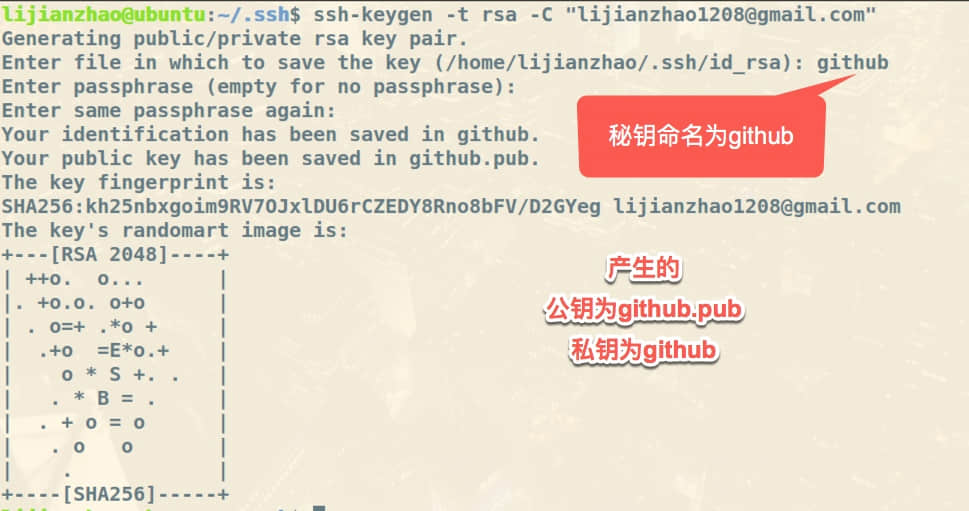 lijianzhao@ubuntu:~/.ssh$ ssh-keygen -t rsa -C "lijianzhao1208@gmail.com"
Generating public/private rsa key pair.
Enter file in which to save the key (/home/lijianzhao/.ssh/id_rsa): github
Enter passphrase (empty for no passphrase):
Enter same passphrase again:
秘钥命名为github
Your identification has been saved in github.
Your public key has been saved in github.pub.
The key fingerprint is:
SHA256:kh25nbxgoim9RV7OJxlDU6rCZEDY8Rno8bFV/D2GYeg lijianzhao1208@gmail.com
The key's randomart image is:
+---[RSA 2048]----+
| ++o.  o...      |
|. +o.o. o+o      |
| . o=+ .*o +     |
|  .+o  =E*o.+    |
|    o * S +. .   |
|   . * B = .     |
|  . + o = o      |
|   . o   o       |
|    .            |
+----[SHA256]-----+
产生的
公钥为github.pub
私钥为github